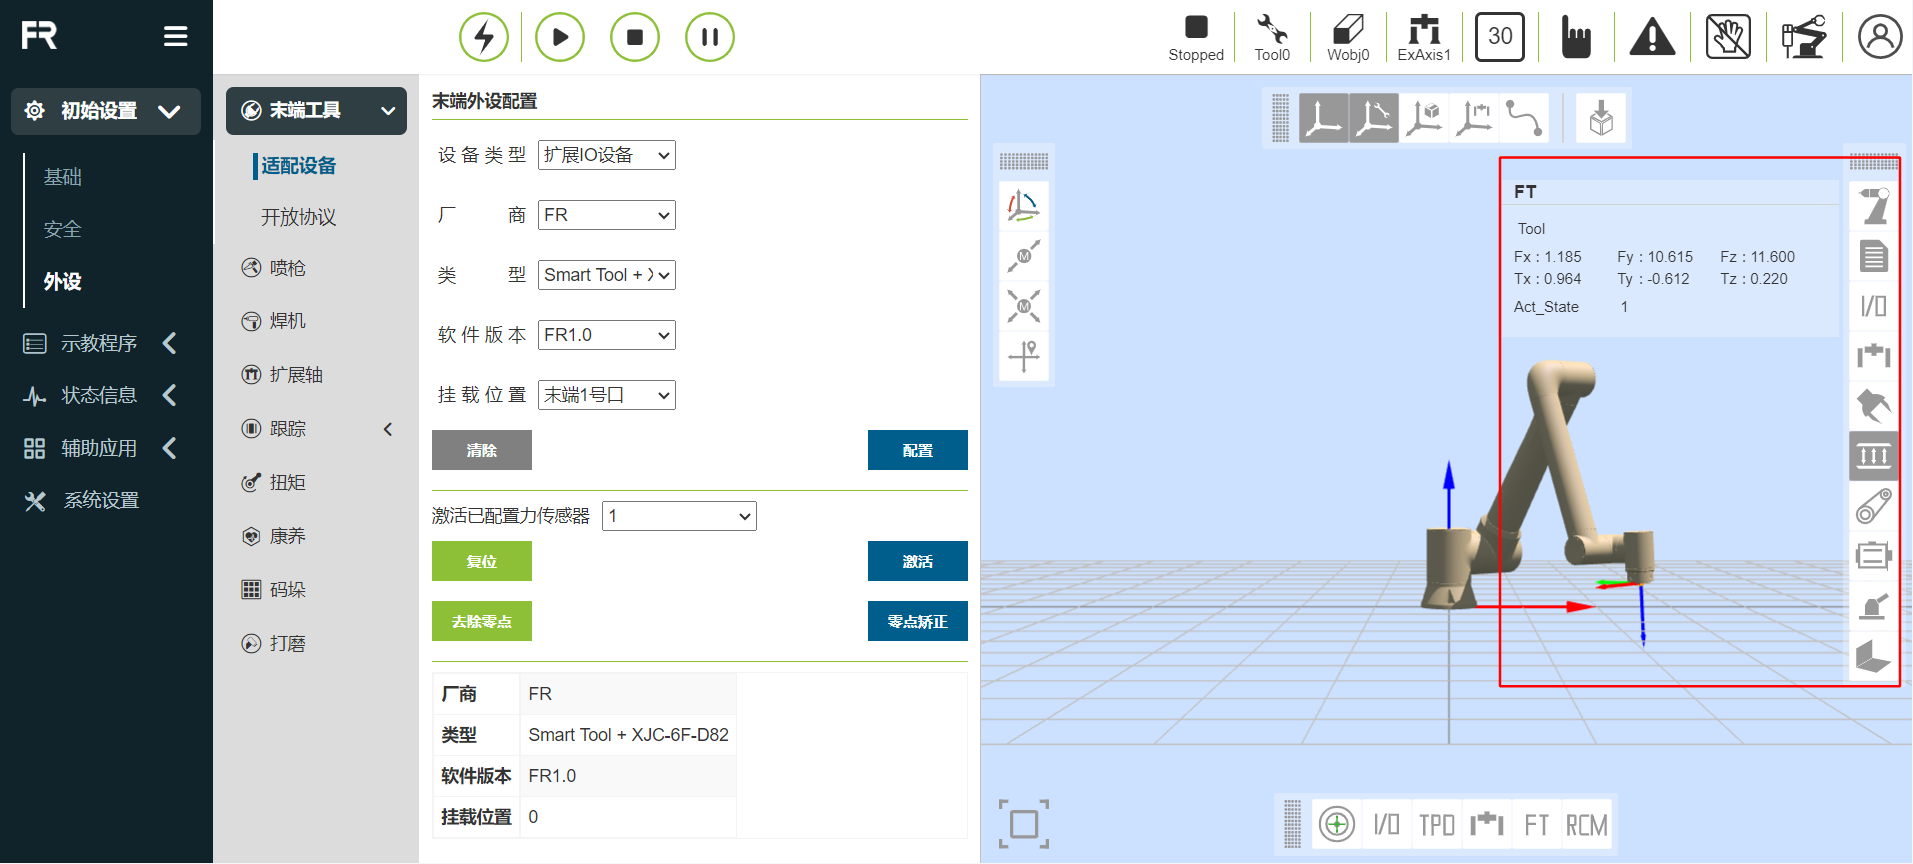 FR
初始设置
基础
安全
外设
示教程序
状态信息
辅助应用
系统设置
Stopped
Tool0
Wobj0
ExAxis1
30
末端工具
适配设备
开放协议
喷枪
焊机
扩展轴
跟踪
扭矩
康养
码垛
打磨
末端外设配置
设备类型 扩展IO设备
厂商 FR
类型 Smart Tool + X
软件版本 FR1.0
挂载位置 末端1号口
清除 配置
激活已配置力传感器 1
复位 激活
去除零点 零点矫正
厂商 FR
类型 Smart Tool + XJC-6F-D82
软件版本 FR1.0
挂载位置 0
FT
Tool
Fx : 1.185 Fy : 10.615 Fz : 11.600
Tx : 0.964 Ty : -0.612 Tz : 0.220
Act_State 1
M
M
I/O
I/O TPD FT RCM